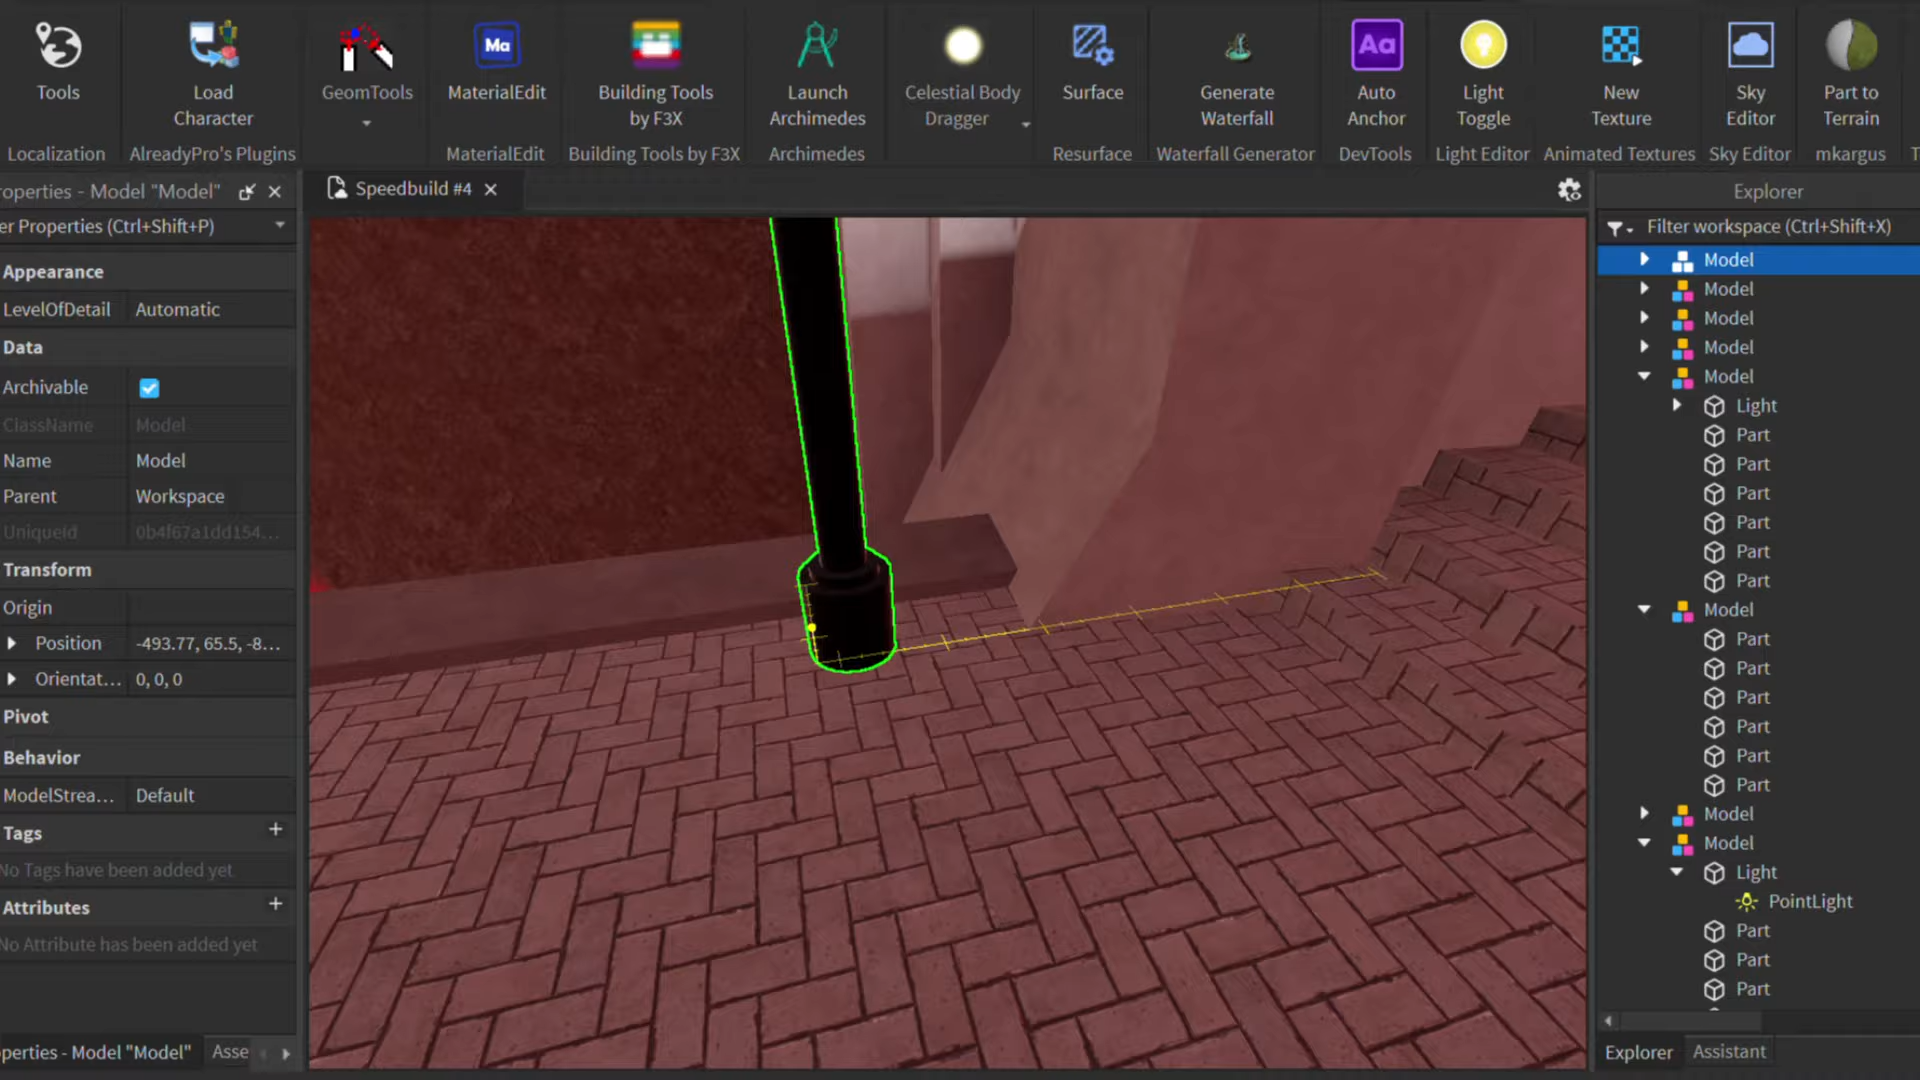 Tools
Load
Character
GeomTools
Ma
MaterialEdit
Building Tools
by F3X
Launch
Archimedes
Celestial Body
Dragger
Surface
Generate
Waterfall
Aa
Auto
Anchor
Light
Toggle
New
Texture
Sky
Editor
Part to
Terrain
Localization
AlreadyPro's Plugins
MaterialEdit
Building Tools by F3X
Archimedes
Resurface
Waterfall Generator
DevTools
Light Editor
Animated Textures
Sky Editor
mkargus
T
roperties - Model "Model"
er Properties (Ctrl+Shift+P)
Appearance
LevelOfDetail Automatic
Data
Archivable
ClassName Model
Name Model
Parent Workspace
UniqueId 0b4f67a1dd154...
Transform
Origin
Position -493.77, 65.5, -8...
Orientat... 0, 0, 0
Pivot
Behavior
ModelStrea... Default
Tags +
No Tags have been added yet
Attributes +
No Attribute has been added yet
operties - Model "Model"
Asse
Speedbuild #4
Explorer
Filter workspace (Ctrl+Shift+X)
Model
Model
Model
Model
Model
Light
Part
Part
Part
Part
Part
Part
Model
Part
Part
Part
Part
Part
Part
Model
Model
Light
PointLight
Part
Part
Part
Explorer
Assistant